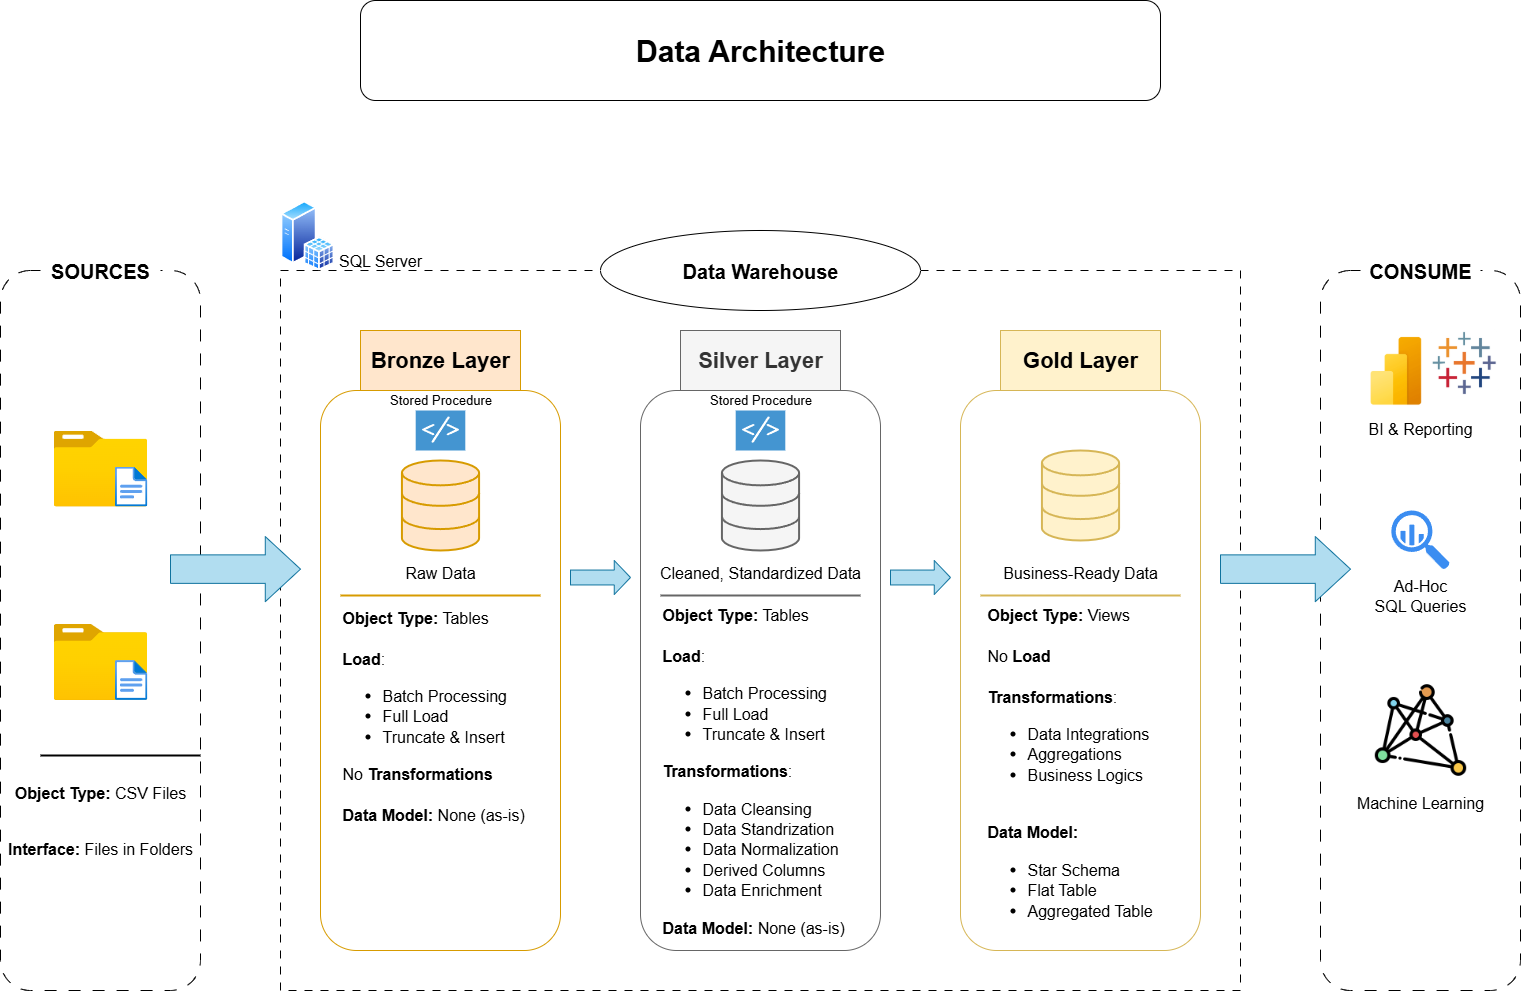 Data Architecture
SQL Server
SOURCES
Data Warehouse
CONSUME
Bronze Layer
Stored Procedure
</>
Raw Data
Object Type: Tables
Load:
• Batch Processing
• Full Load
• Truncate & Insert
No Transformations
Data Model: None (as-is)
Silver Layer
Stored Procedure
</>
Cleaned, Standardized Data
Object Type: Tables
Load:
• Batch Processing
• Full Load
• Truncate & Insert
Transformations:
• Data Cleansing
• Data Standrization
• Data Normalization
• Derived Columns
• Data Enrichment
Data Model: None (as-is)
Gold Layer
Business-Ready Data
Object Type: Views
No Load
Transformations:
• Data Integrations
• Aggregations
• Business Logics
Data Model:
• Star Schema
• Flat Table
• Aggregated Table
Object Type: CSV Files
Interface: Files in Folders
BI & Reporting
Ad-Hoc
SQL Queries
Machine Learning